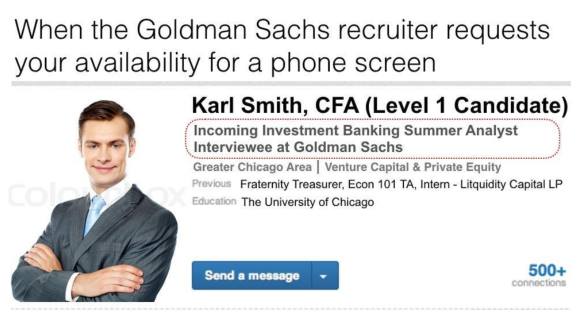 When the Goldman Sachs recruiter requests
your availability for a phone screen
Karl Smith, CFA (Level 1 Candidate)
Incoming Investment Banking Summer Analyst
Interviewee at Goldman Sachs
Greater Chicago Area | Venture Capital & Private Equity
Previous Fraternity Treasurer, Econ 101 TA, Intern - Litquidity Capital LP
Education The University of Chicago
Send a message
500+
connections